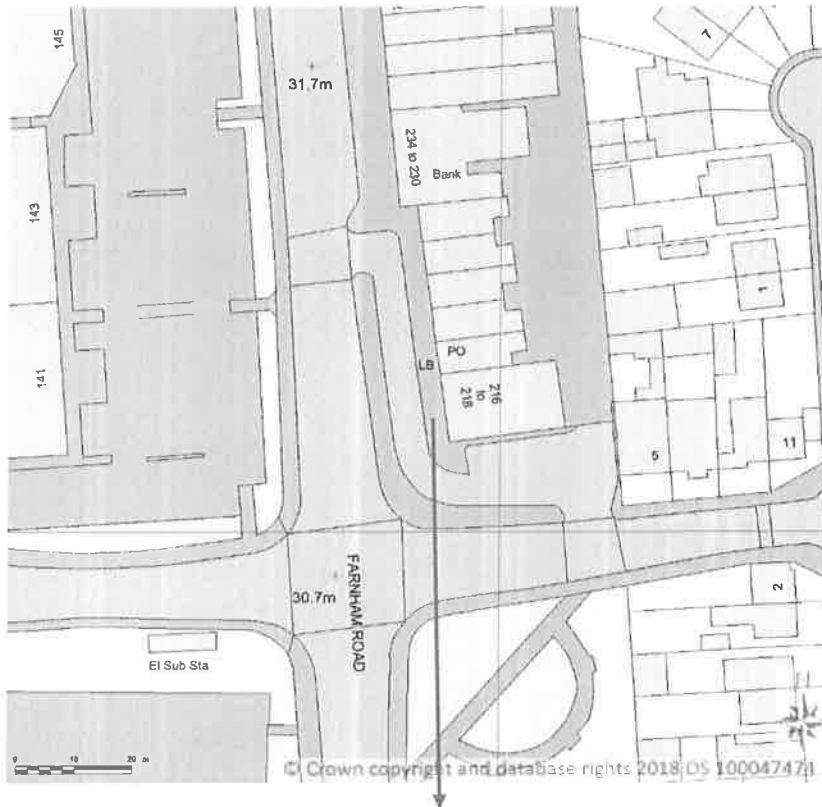 145
7
31.7m
234 to 230
Bank
143
1
141
PO
LB
216
to
218
5
11
FARNHAM ROAD
30.7m
2
El Sub Sta
0 10 20
© Crown copyright and database rights 2018 OS 100047474